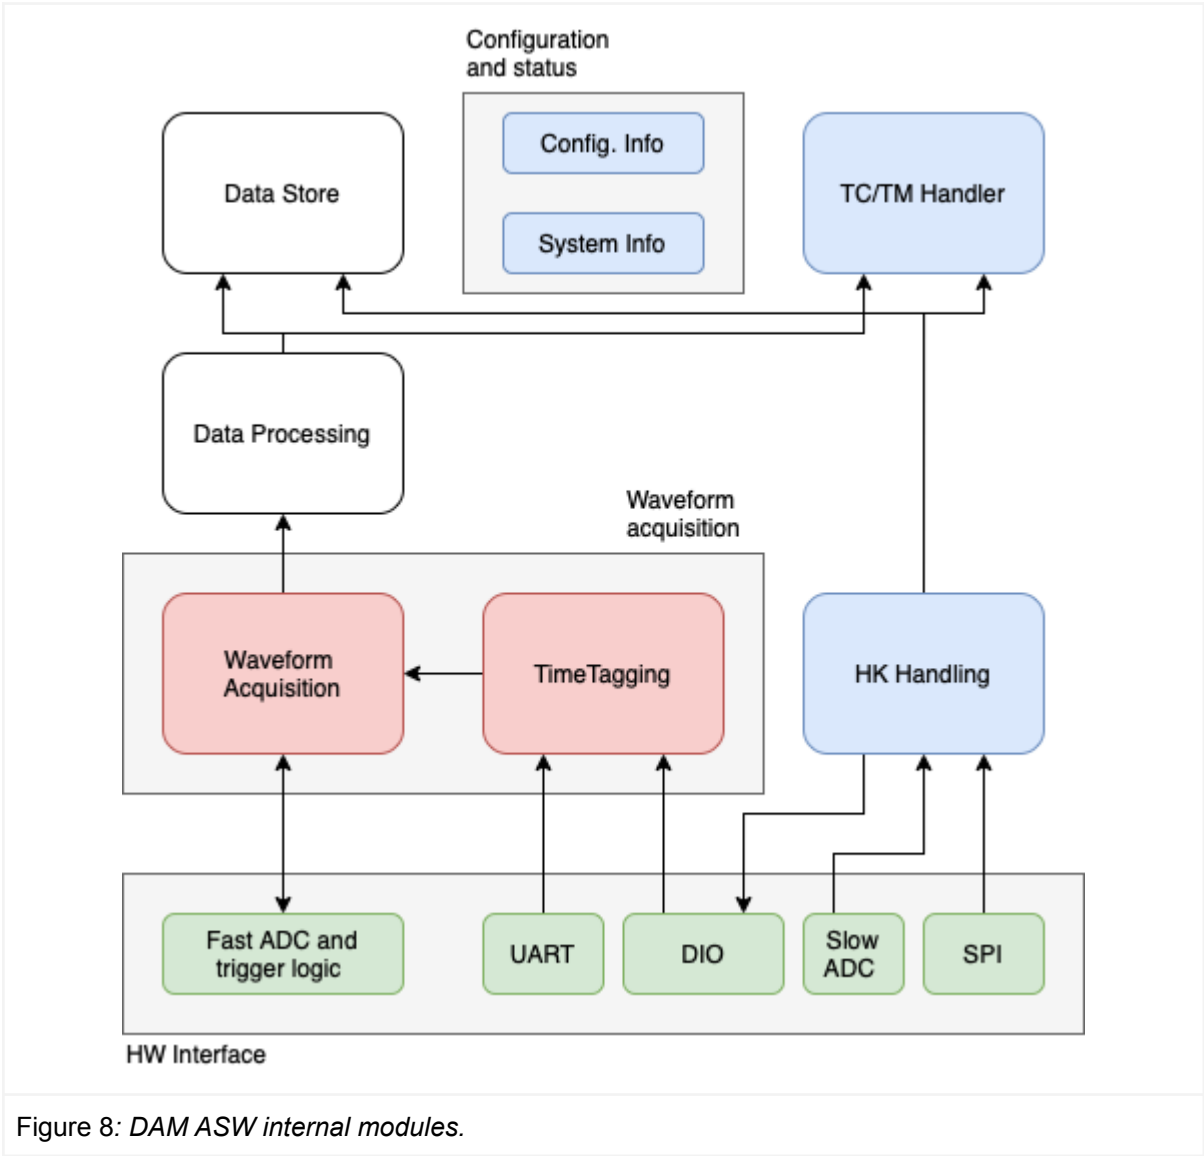 Configuration
and status
Data Store
Config. Info
System Info
TC/TM Handler
Data Processing
Waveform
acquisition
Waveform
Acquisition
TimeTagging
HK Handling
Fast ADC and
trigger logic
UART
DIO
Slow
ADC
SPI
HW Interface
Figure 8: DAM ASW internal modules.